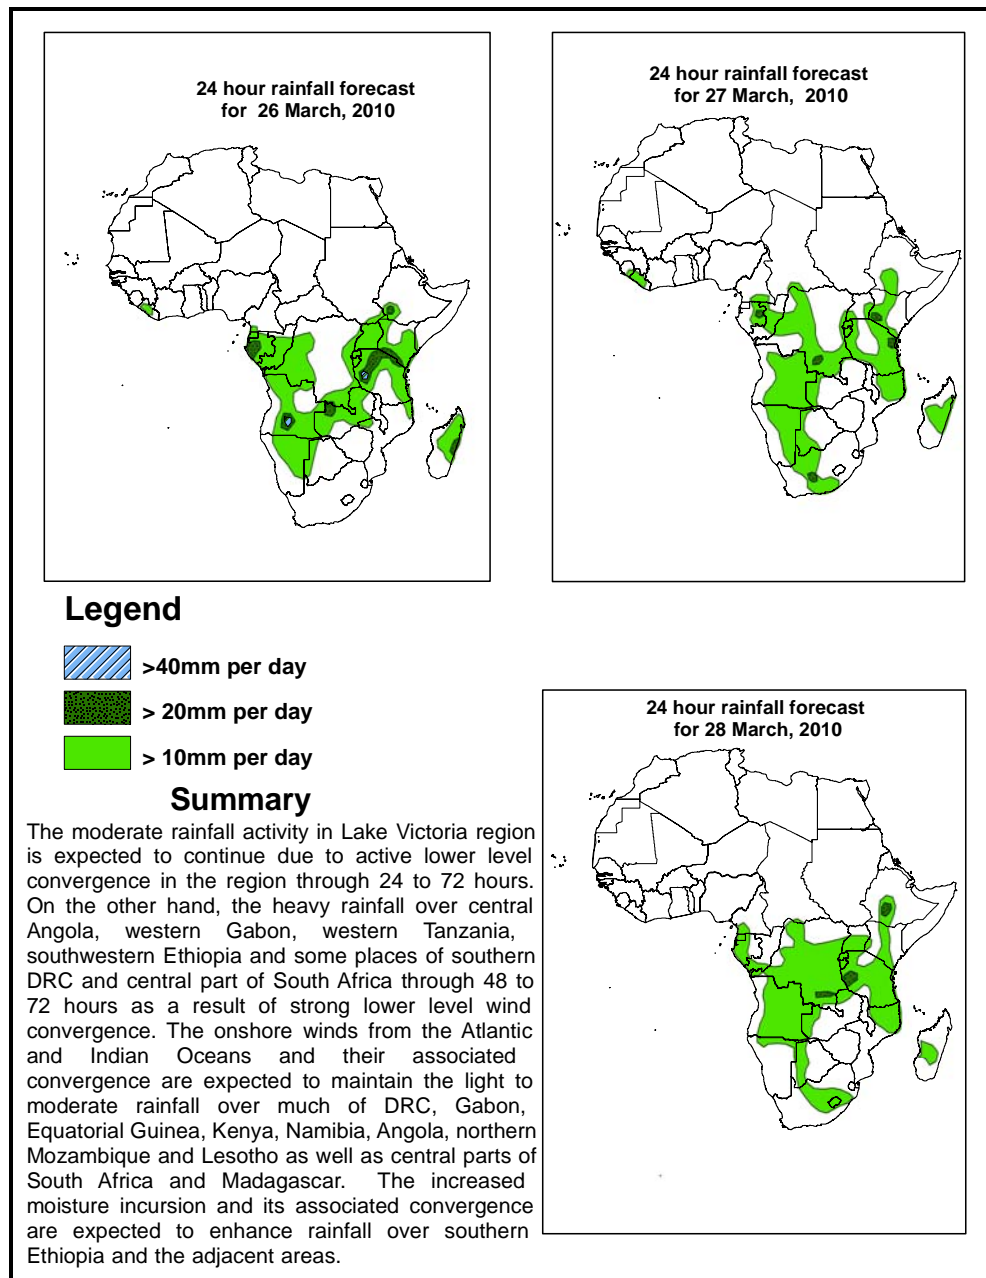 24 hour rainfall forecast
for 26 March, 2010
24 hour rainfall forecast
for 27 March, 2010
Legend
>40mm per day
> 20mm per day
> 10mm per day
24 hour rainfall forecast
for 28 March, 2010
Summary
The moderate rainfall activity in Lake Victoria region
is expected to continue due to active lower level
convergence in the region through 24 to 72 hours.
On the other hand, the heavy rainfall over central
Angola, western Gabon, western Tanzania,
southwestern Ethiopia and some places of southern
DRC and central part of South Africa through 48 to
72 hours as a result of strong lower level wind
convergence. The onshore winds from the Atlantic
and Indian Oceans and their associated
convergence are expected to maintain the light to
moderate rainfall over much of DRC, Gabon,
Equatorial Guinea, Kenya, Namibia, Angola, northern
Mozambique and Lesotho as well as central parts of
South Africa and Madagascar. The increased
moisture incursion and its associated convergence
are expected to enhance rainfall over southern
Ethiopia and the adjacent areas.